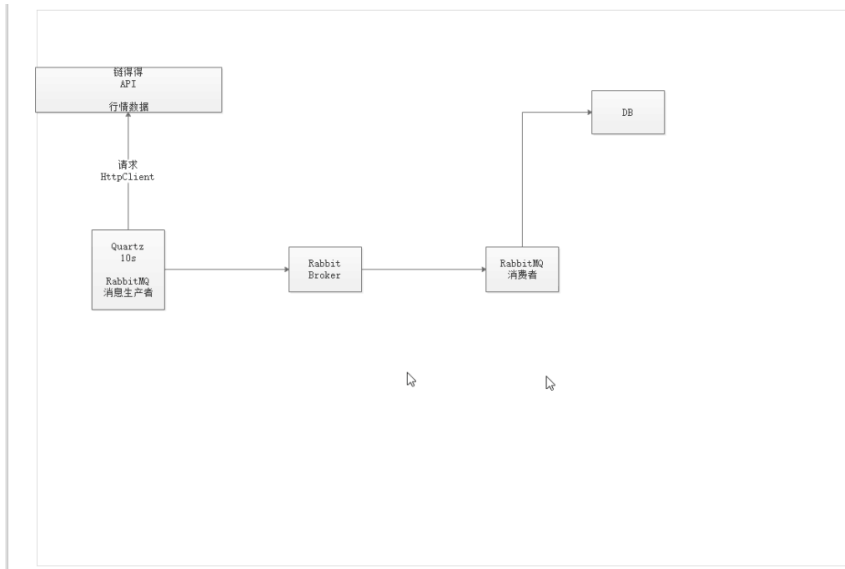 链得得
API
行情数据
DB
请求
HttpClient
Quartz
10s
RabbitMQ
消息生产者
Rabbit
Broker
RabbitMQ
消费者